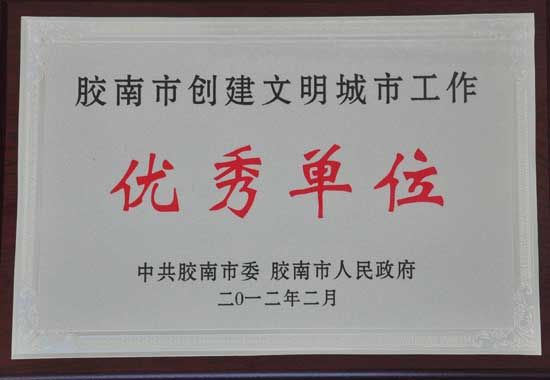 胶南市创建文明城市工作
优秀单位
中共胶南市委 胶南市人民政府
二〇一二年二月